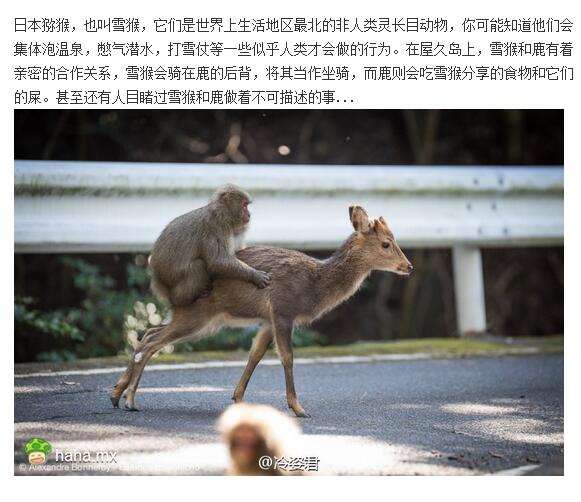 日本猕猴，也叫雪猴，它们是世界上生活地区最北的非人类灵长目动物，你可能知道他们会
集体泡温泉，憋气潜水，打雪仗等一些似乎人类才会做的行为。在屋久岛上，雪猴和鹿有着
亲密的合作关系，雪猴会骑在鹿的后背，将其当作坐骑，而鹿则会吃雪猴分享的食物和它们
的屎。甚至还有人目睹过雪猴和鹿做着不可描述的事...
haha.mx
© Alexandre Bonnefoy
@冷姿君